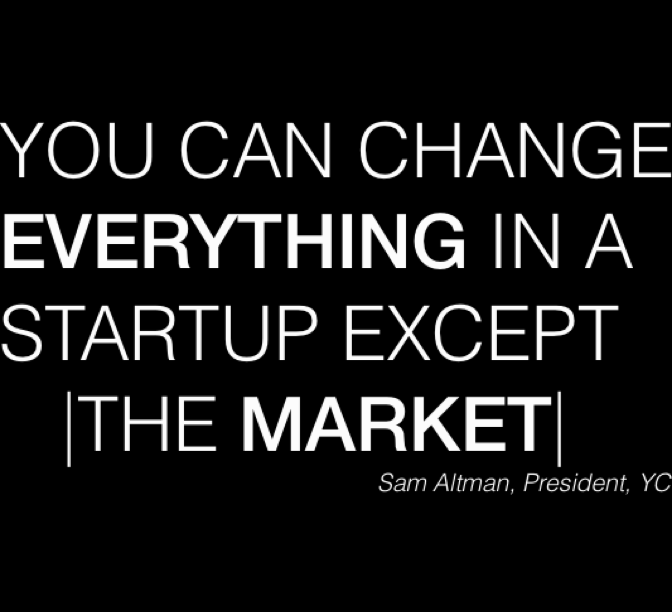 YOU CAN CHANGE
EVERYTHING IN A
STARTUP EXCEPT
|THE MARKET|
Sam Altman, President, YC